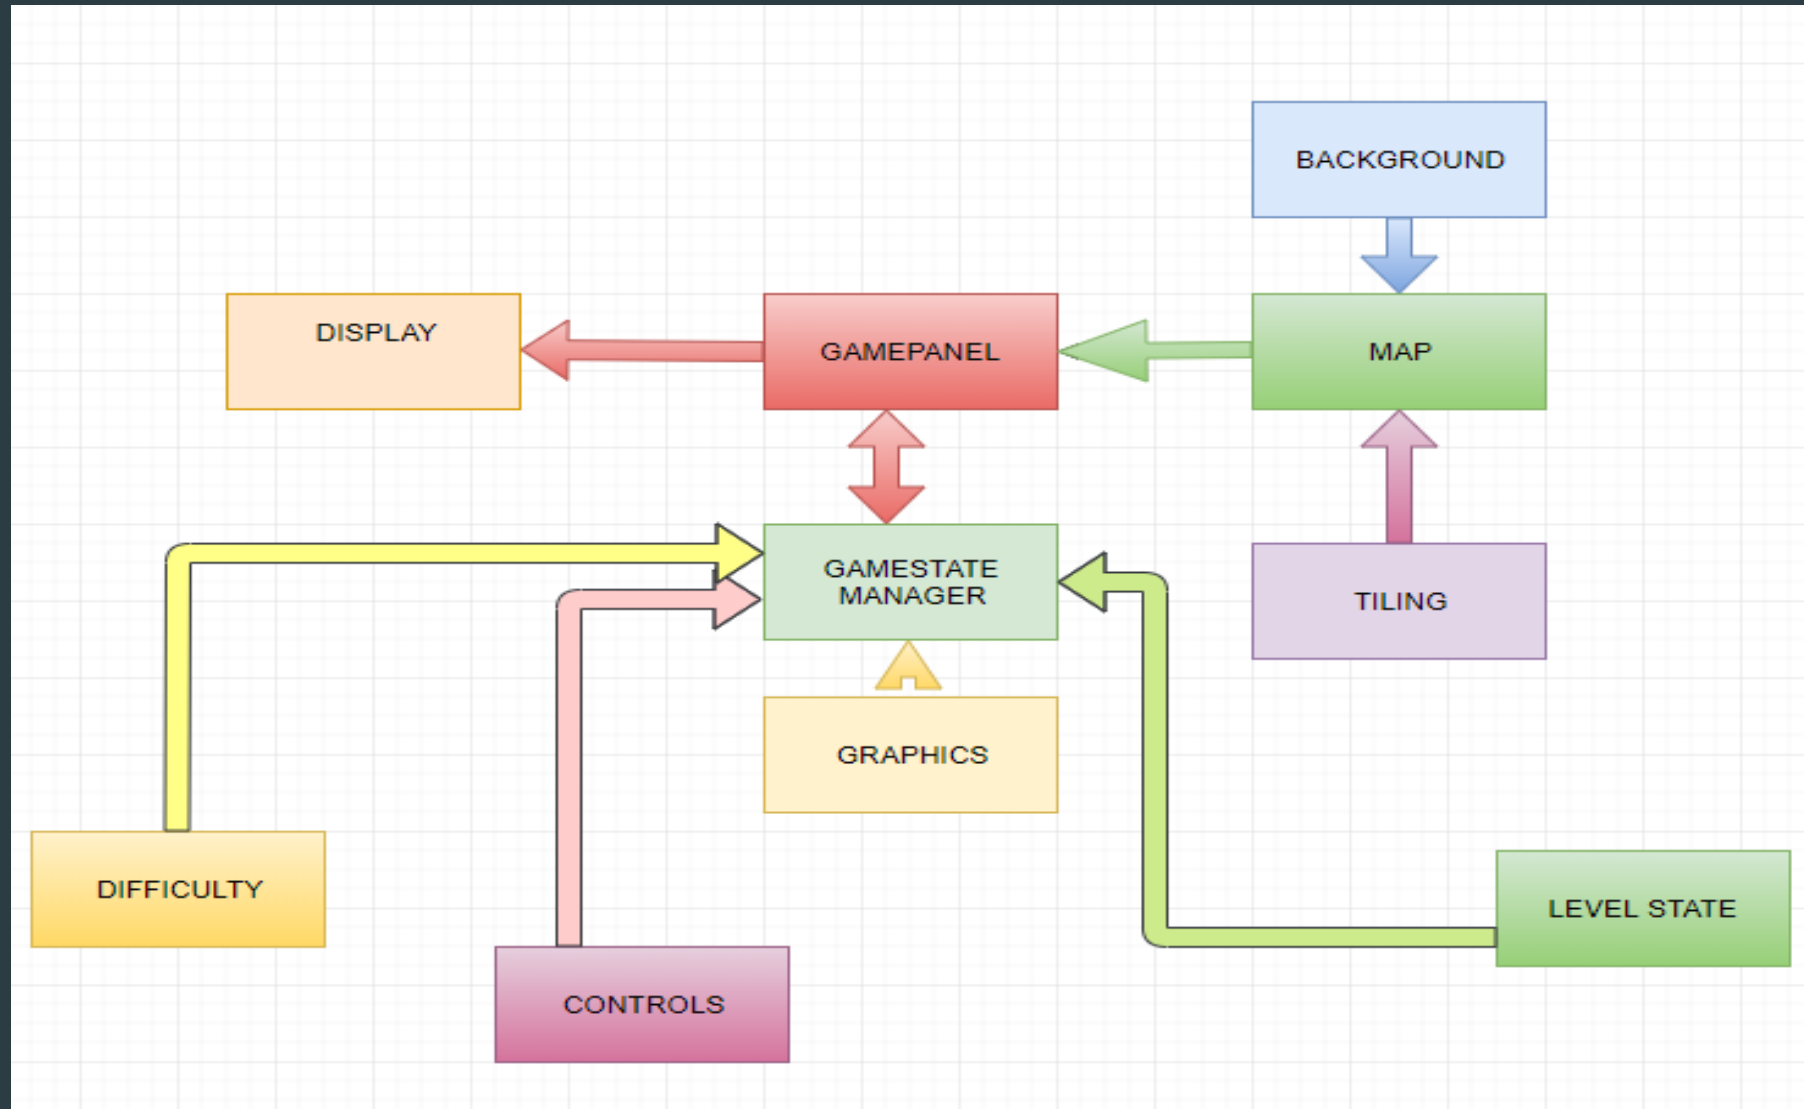 BACKGROUND
DISPLAY
GAMEPANEL
MAP
GAMESTATE
MANAGER
TILING
GRAPHICS
DIFFICULTY
LEVEL STATE
CONTROLS